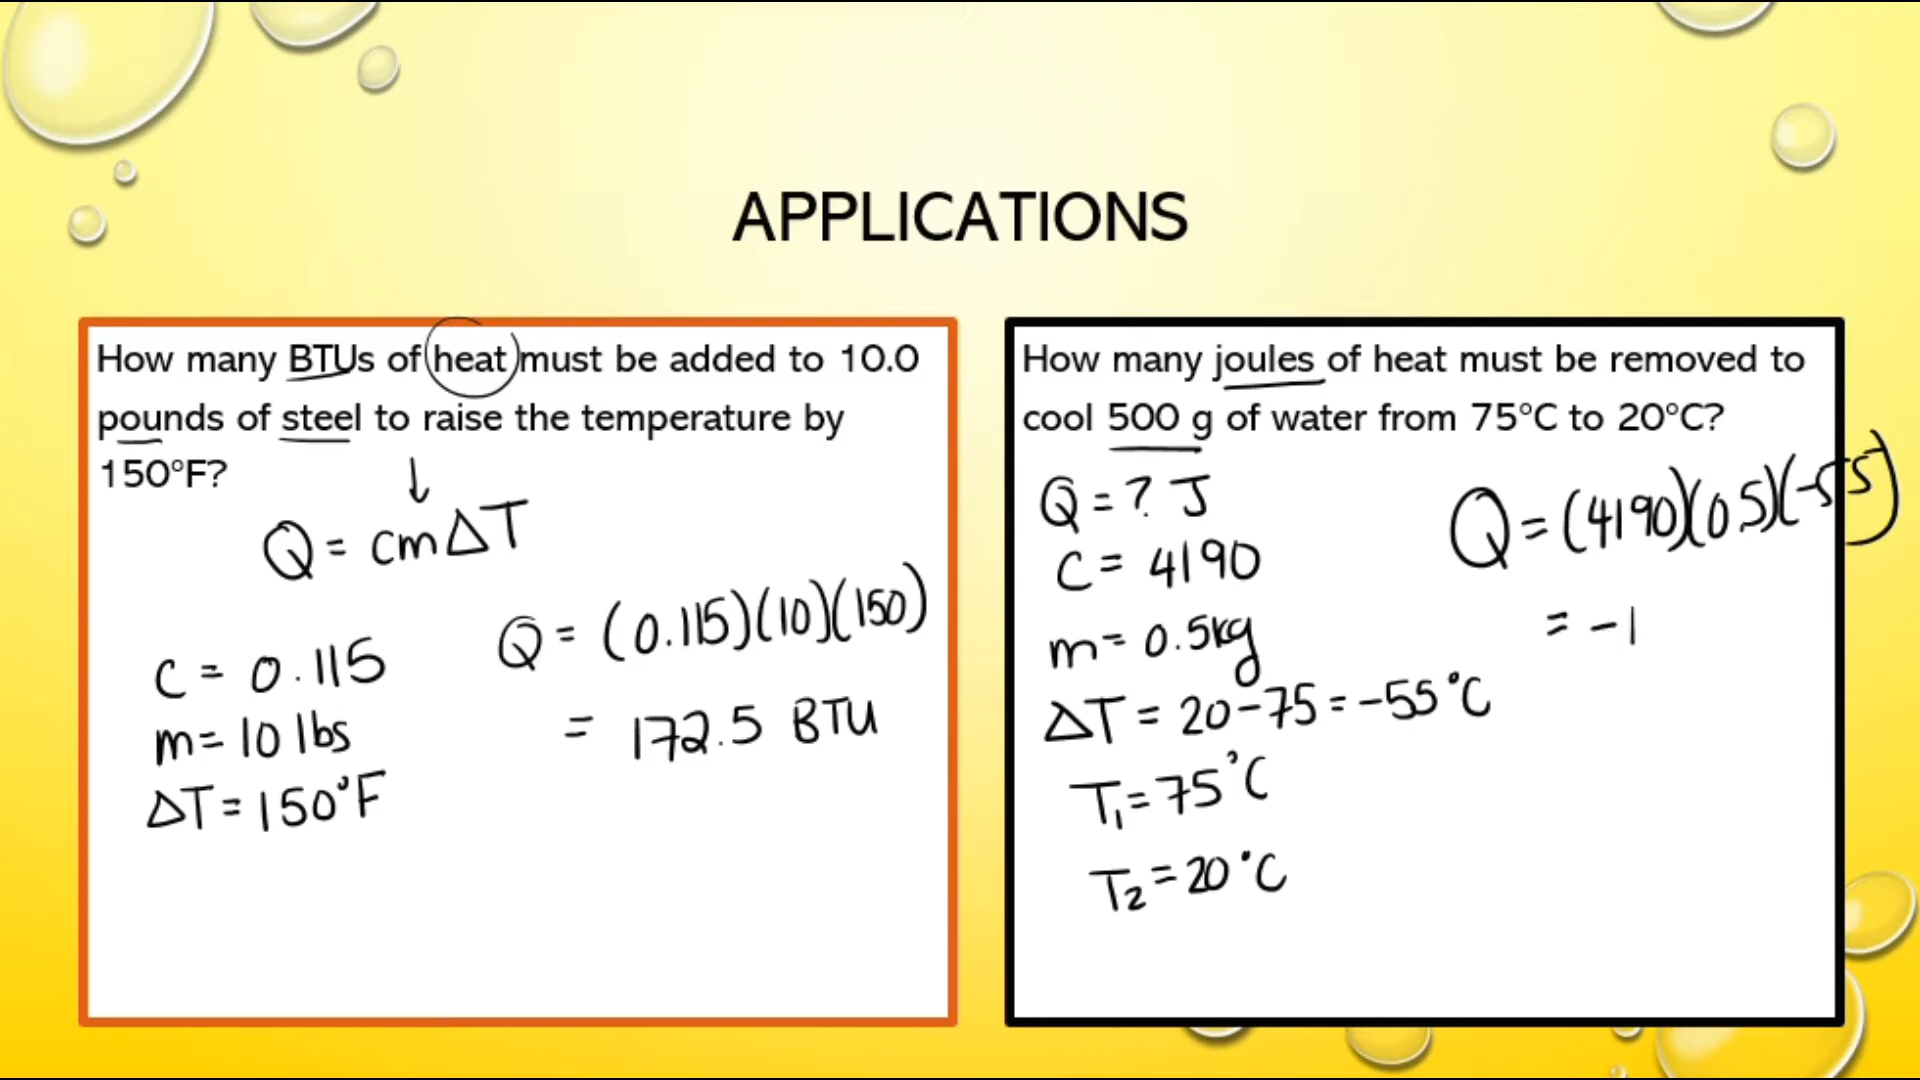 APPLICATIONS
How many BTUs of heat must be added to 10.0
pounds of steel to raise the temperature by
150°F?
Q = cmΔT
C = 0.115
m = 10 lbs
ΔT = 150°F
Q = (0.115)(10)(150)
= 172.5 BTU
How many joules of heat must be removed to
cool 500 g of water from 75°C to 20°C?
Q = ? J
C = 4190
m = 0.5kg
ΔT = 20-75 = -55°C
T₁ = 75°C
T₂ = 20°C
Q = (4190)(0.5)(-55)
= -1